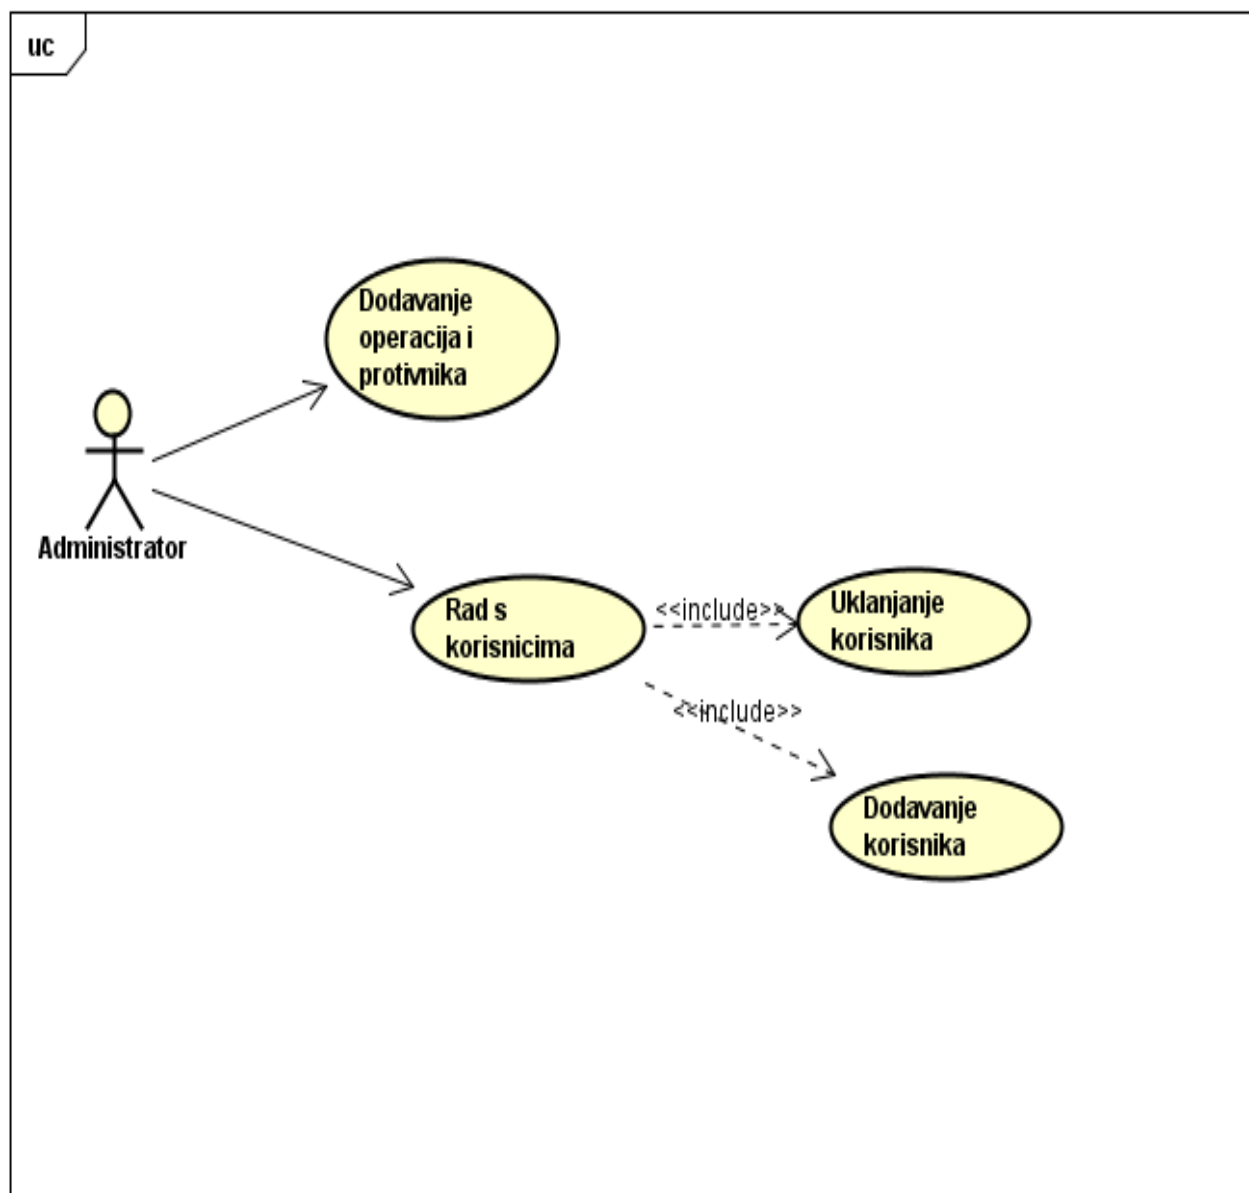 uc
Dodavanje
operacija i
protivnika
Administrator
Rad s
korisnicima
<<include>>
Uklanjanje
korisnika
<<include>>
Dodavanje
korisnika